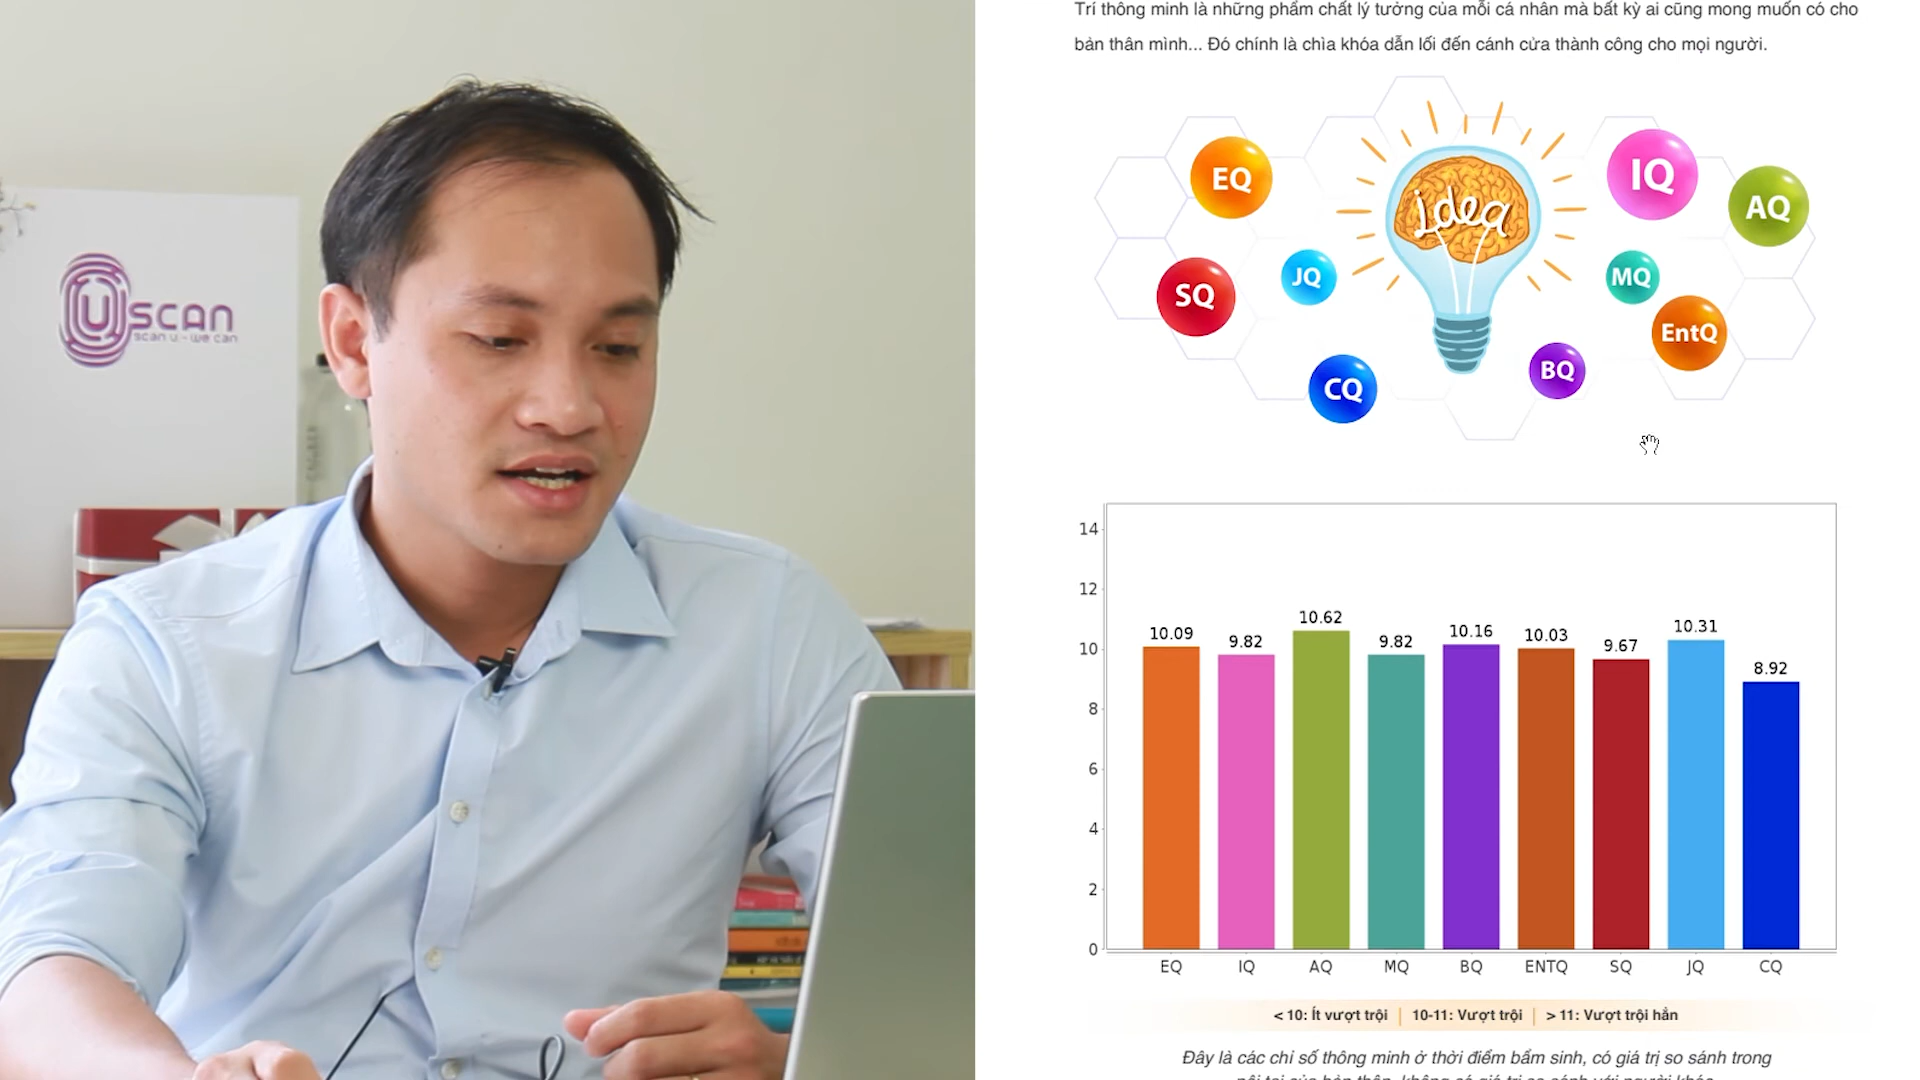 Trí thông minh là những phẩm chất lý tưởng của mỗi cá nhân mà bất kỳ ai cũng mong muốn có cho
bản thân mình... Đó chính là chìa khóa dẫn lối đến cánh cửa thành công cho mọi người.
EQ
IQ
AQ
idea
SQ
JQ
MQ
EntQ
CQ
BQ
USCAN
scan u - we can
14
12
10
8
6
4
2
0
10.09
9.82
10.62
9.82
10.16
10.03
9.67
10.31
8.92
EQ IQ AQ MQ BQ ENTQ SQ JQ CQ
< 10: Ít vượt trội | 10-11: Vượt trội | > 11: Vượt trội hẳn
Đây là các chỉ số thông minh ở thời điểm bẩm sinh, có giá trị so sánh trong